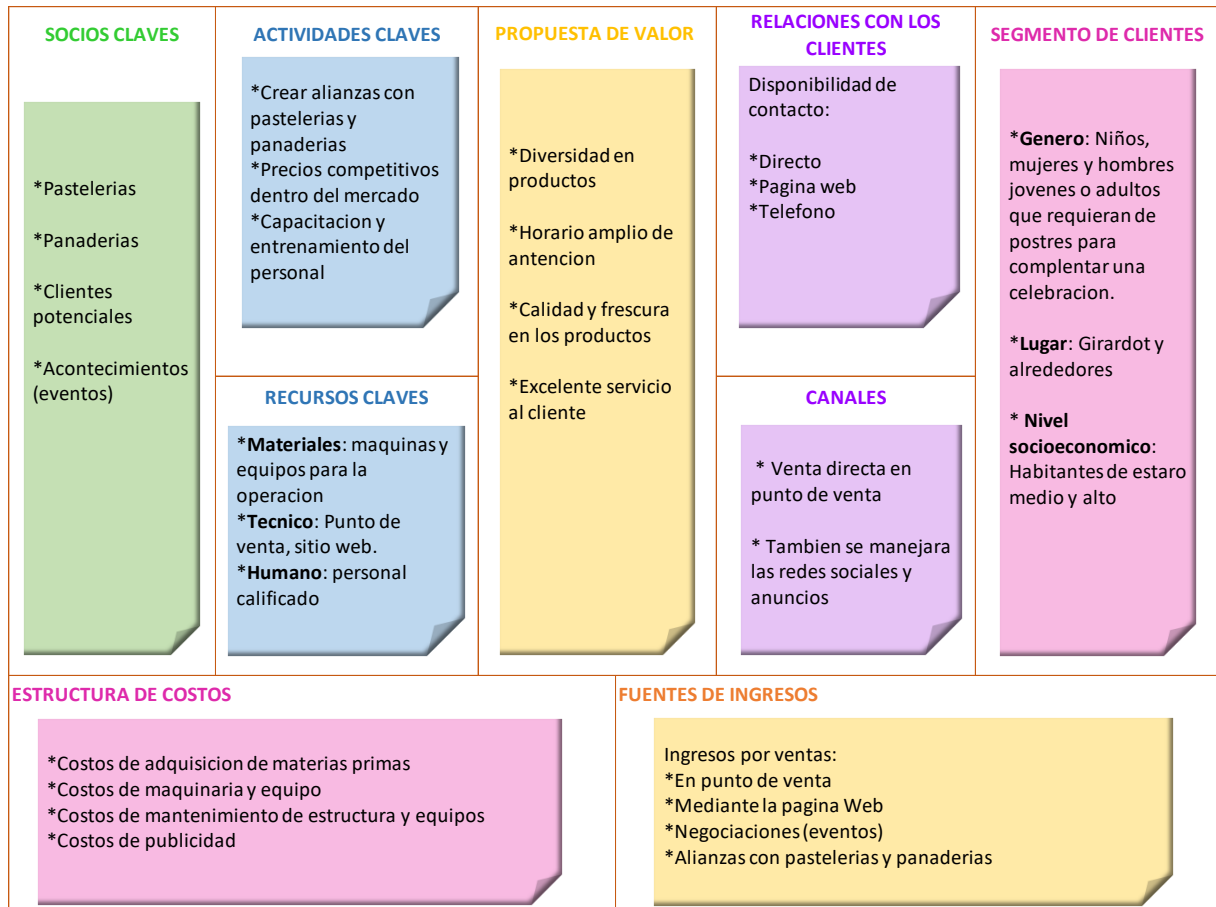 SOCIOS CLAVES
*Pastelerias
*Panaderias
*Clientes
potenciales
*Acontecimientos
(eventos)
ACTIVIDADES CLAVES
*Crear alianzas con
pastelerias y
panaderias
*Precios competitivos
dentro del mercado
*Capacitacion y
entrenamiento del
personal
RECURSOS CLAVES
*Materiales: maquinas y
equipos para la
operacion
*Tecnico: Punto de
venta, sitio web.
*Humano: personal
calificado
PROPUESTA DE VALOR
*Diversidad en
productos
*Horario amplio de
antencion
*Calidad y frescura
en los productos
*Excelente servicio
al cliente
RELACIONES CON LOS
CLIENTES
Disponibilidad de
contacto:
*Directo
*Pagina web
*Telefono
CANALES
* Venta directa en
punto de venta
* Tambien se manejara
las redes sociales y
anuncios
SEGMENTO DE CLIENTES
*Genero: Niños,
mujeres y hombres
jovenes o adultos
que requieran de
postres para
complentar una
celebracion.
*Lugar: Girardot y
alrededores
* Nivel
socioeconomico:
Habitantes de estaro
medio y alto
ESTRUCTURA DE COSTOS
*Costos de adquisicion de materias primas
*Costos de maquinaria y equipo
*Costos de mantenimiento de estructura y equipos
*Costos de publicidad
FUENTES DE INGRESOS
Ingresos por ventas:
*En punto de venta
*Mediante la pagina Web
*Negociaciones (eventos)
*Alianzas con pastelerias y panaderias